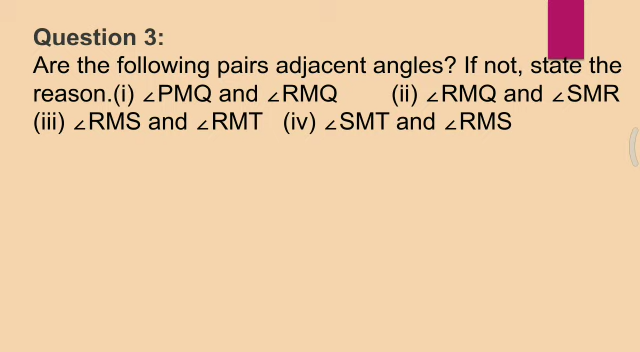 Question 3:
Are the following pairs adjacent angles? If not, state the
reason.(i) ∠PMQ and ∠RMQ (ii) ∠RMQ and ∠SMR
(iii) ∠RMS and ∠RMT (iv) ∠SMT and ∠RMS